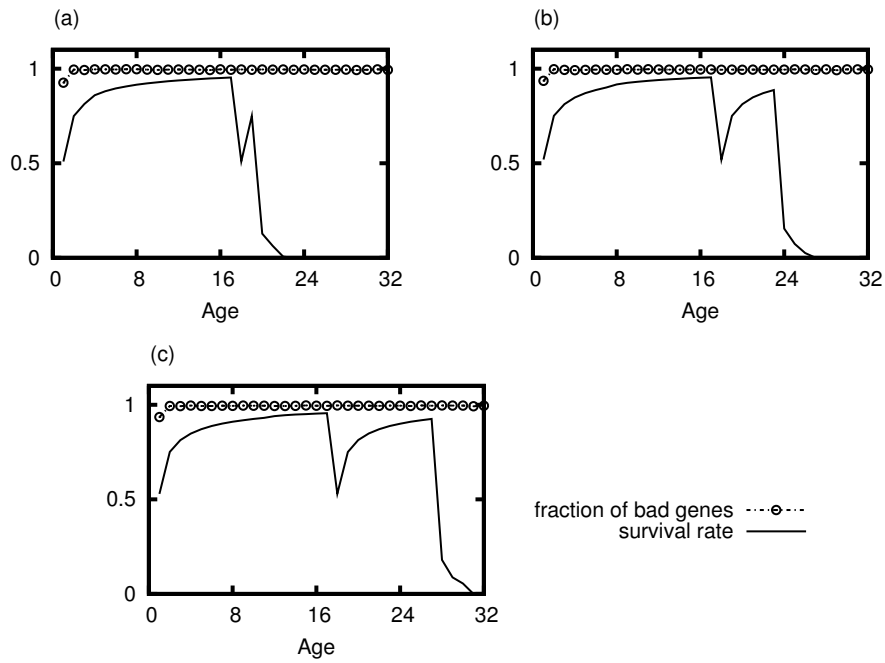 (a)
1
0.5
0
0 8 16 24 32
Age
(b)
1
0.5
0
0 8 16 24 32
Age
(c)
1
0.5
0
0 8 16 24 32
Age
fraction of bad genes
survival rate